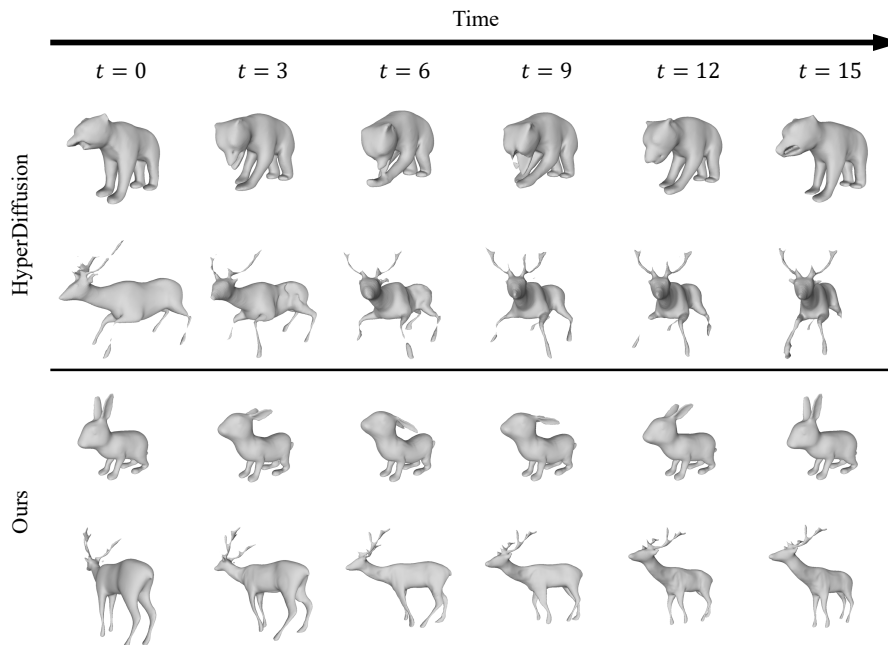 Time
t = 0 t = 3 t = 6 t = 9 t = 12 t = 15
HyperDiffusion
Ours